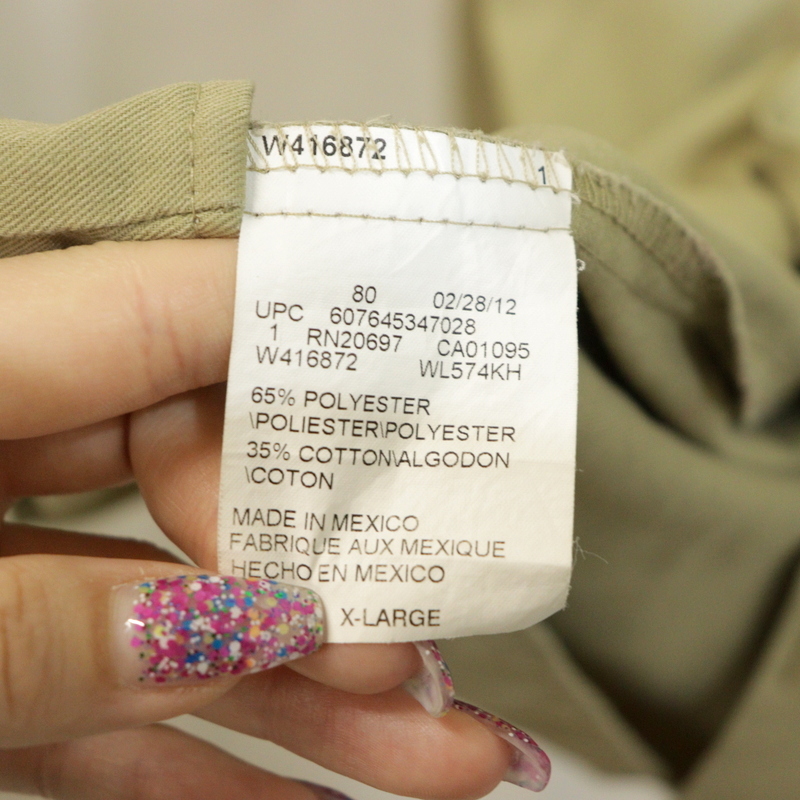 W416872
1
80 02/28/12
UPC 607645347028
1 RN20697 CA01095
W416872 WL574KH
65% POLYESTER
\POLIESTER\POLYESTER
35% COTTON\ALGODON
\COTON
MADE IN MEXICO
FABRIQUE AUX MEXIQUE
HECHO EN MEXICO
X-LARGE